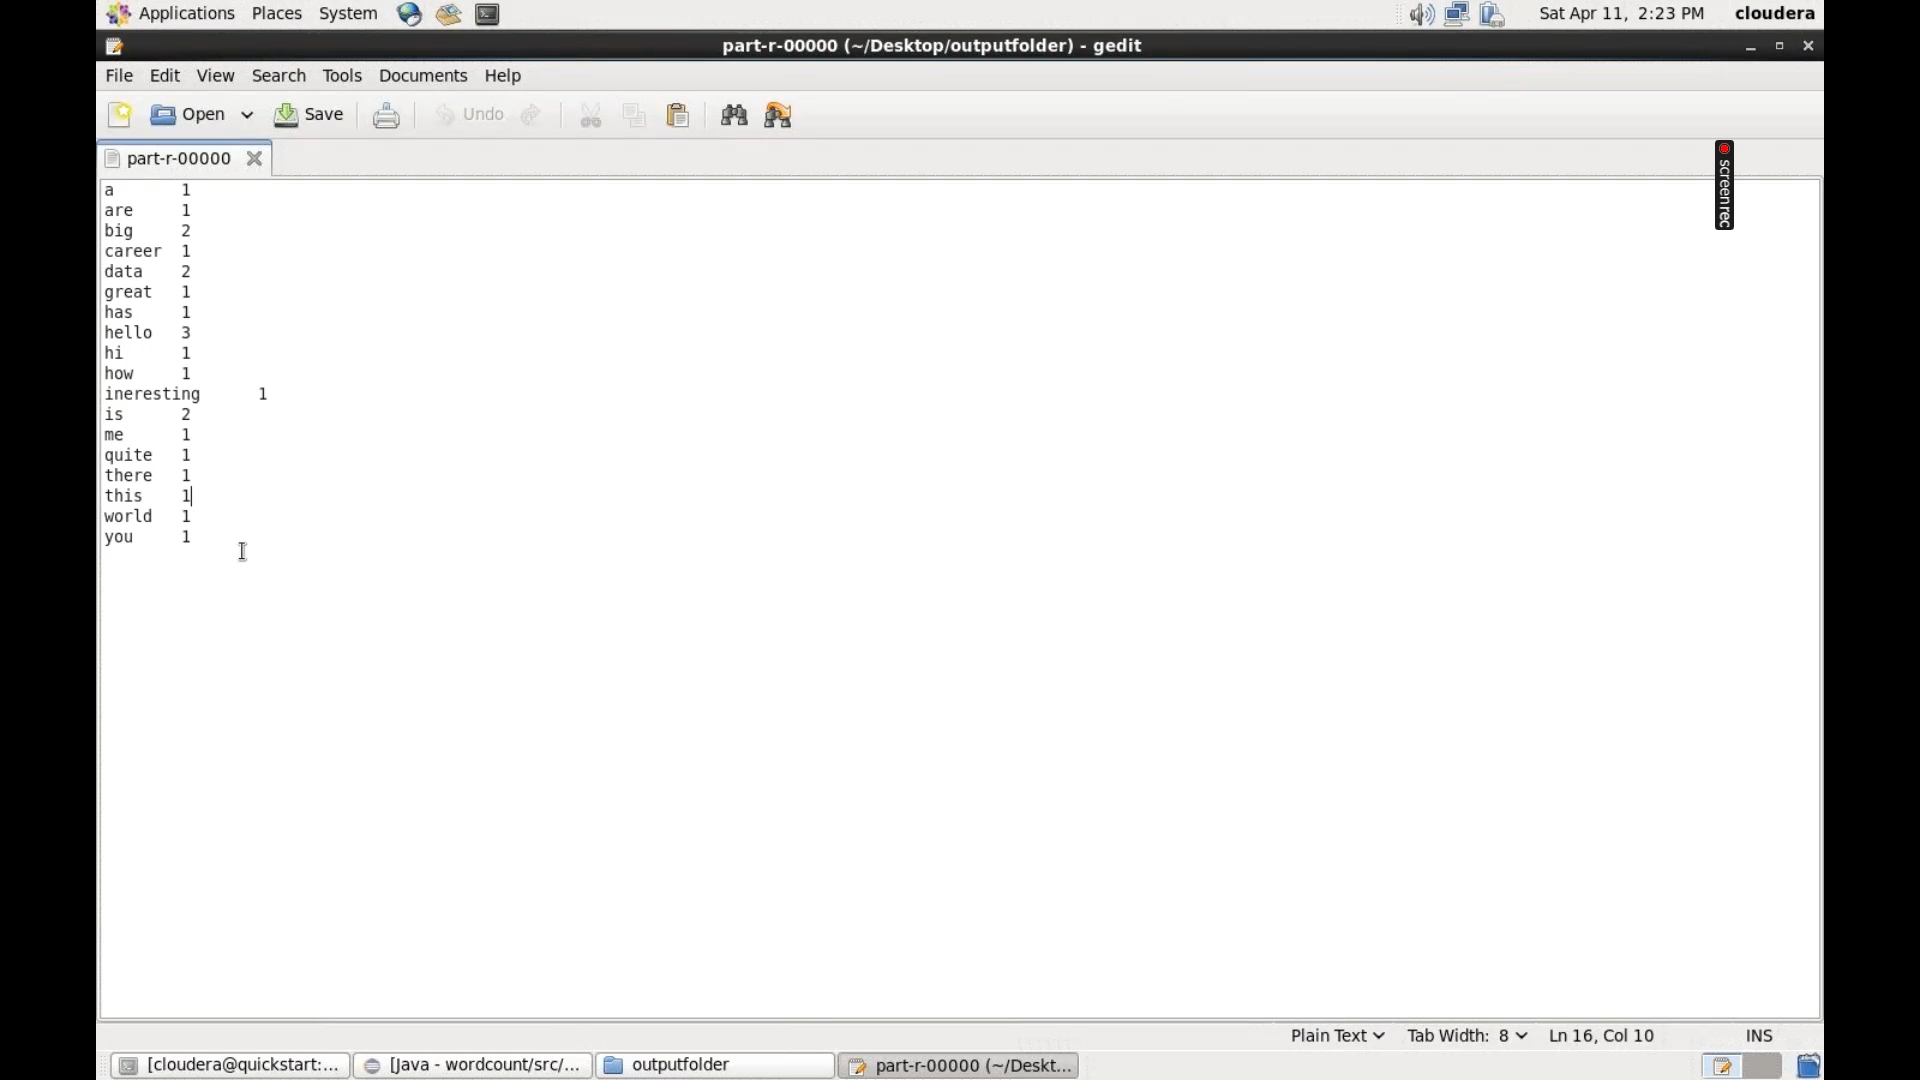 Applications Places System Sat Apr 11, 2:23 PM cloudera
part-r-00000 (~/Desktop/outputfolder) - gedit
File Edit View Search Tools Documents Help
Open Save Undo
part-r-00000
screenrec
a 1
are 1
big 2
career 1
data 2
great 1
has 1
hello 3
hi 1
how 1
ineresting 1
is 2
me 1
quite 1
there 1
this 1
world 1
you 1
Plain Text Tab Width: 8 Ln 16, Col 10 INS
[cloudera@quickstart:... [Java - wordcount/src/... outputfolder part-r-00000 (~/Deskt...